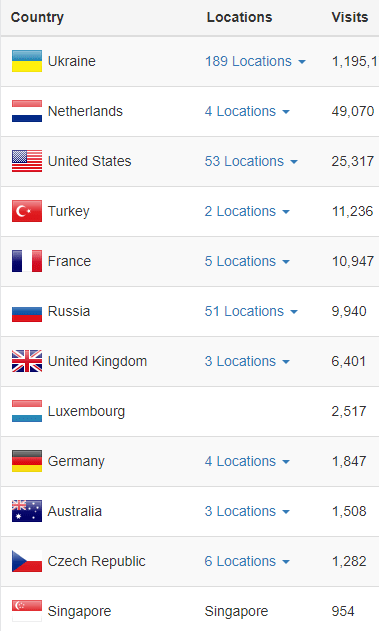 Country Locations Visits
Ukraine 189 Locations 1,195,1
Netherlands 4 Locations 49,070
United States 53 Locations 25,317
Turkey 2 Locations 11,236
France 5 Locations 10,947
Russia 51 Locations 9,940
United Kingdom 3 Locations 6,401
Luxembourg 2,517
Germany 4 Locations 1,847
Australia 3 Locations 1,508
Czech Republic 6 Locations 1,282
Singapore Singapore 954